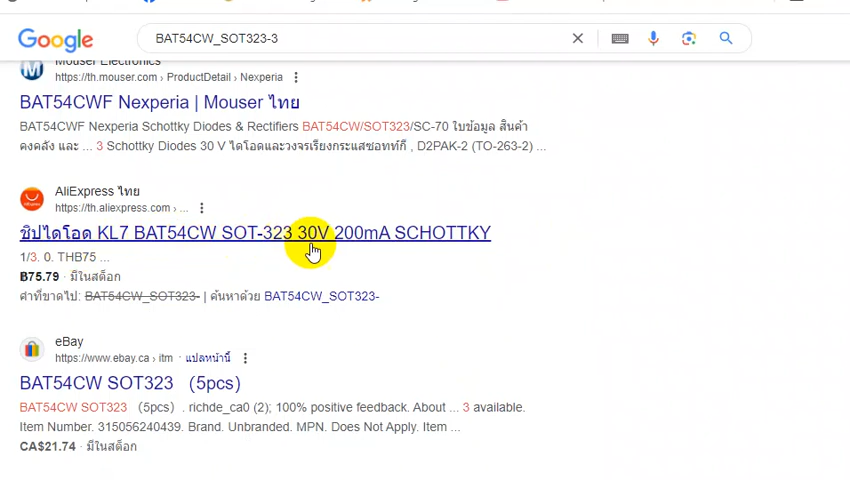 Google
BAT54CW_SOT323-3
Mouser Electronics
https://th.mouser.com › ProductDetail › Nexperia
BAT54CWF Nexperia | Mouser ไทย
BAT54CWF Nexperia Schottky Diodes & Rectifiers BAT54CW/SOT323/SC-70 ใบข้อมูล สินค้า
คงคลัง และ ... 3 Schottky Diodes 30 V ไดโอดและวงจรเรียงกระแสชอทท์กี้ , D2PAK-2 (TO-263-2) ...
AliExpress ไทย
https://th.aliexpress.com › ...
ชิปไดโอด KL7 BAT54CW SOT-323 30V 200mA SCHOTTKY
1/3. 0. THB75 ...
฿75.79 · มีในสต็อก
คำที่ขาดไป: BAT54CW_SOT323- | ค้นหาด้วย BAT54CW_SOT323-
eBay
https://www.ebay.ca › itm · แปลหน้านี้
BAT54CW SOT323 (5pcs)
BAT54CW SOT323 (5pcs) . richde_ca0 (2); 100% positive feedback. About ... 3 available.
Item Number. 315056240439. Brand. Unbranded. MPN. Does Not Apply. Item ...
CA$21.74 · มีในสต็อก